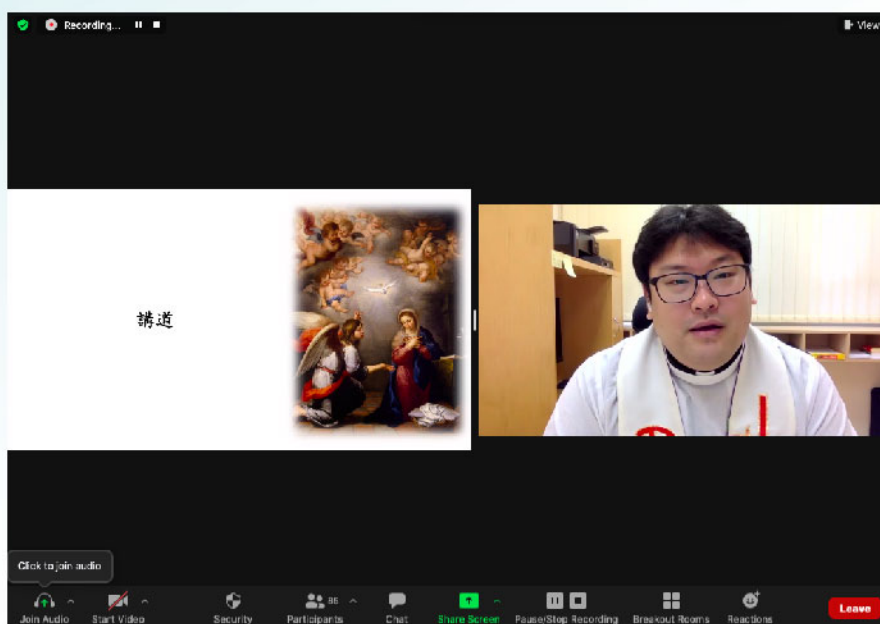 Recording...
View
講道
Click to join audio
Join Audio
Start Video
Security
Participants
85
Chat
Share Screen
Pause/Stop Recording
Breakout Rooms
Reactions
Leave